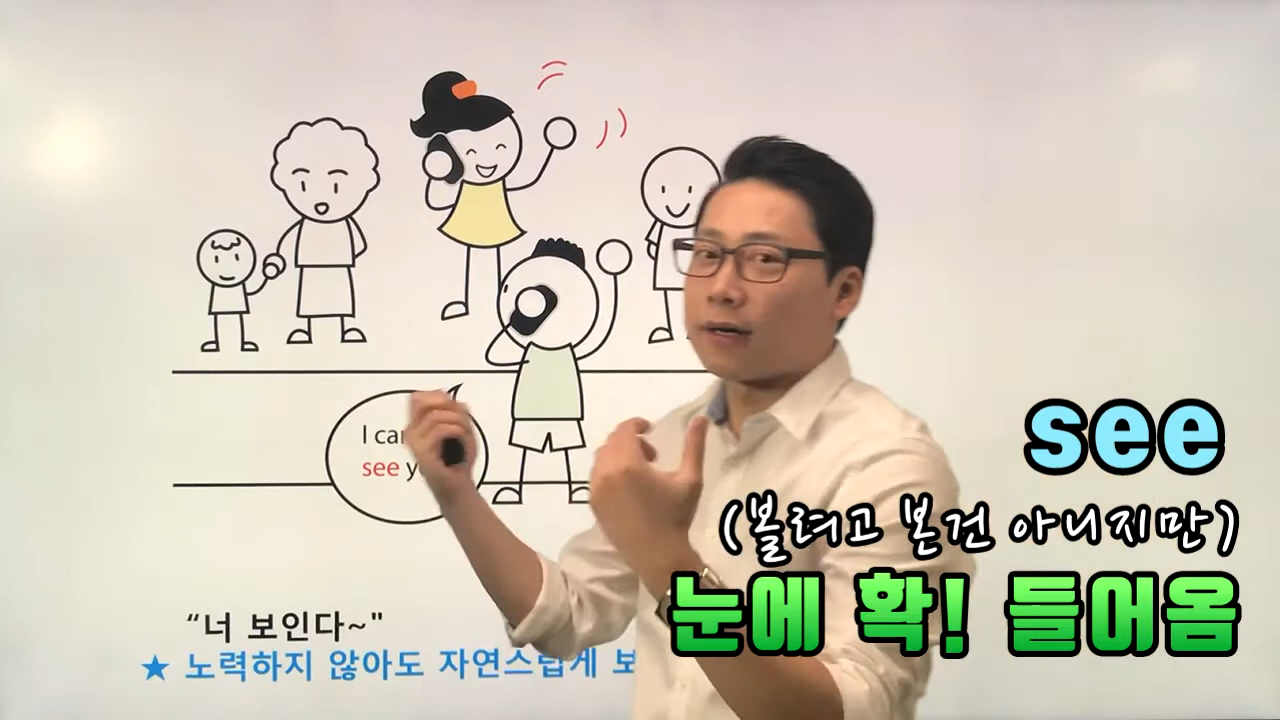 I can
see y
see
(볼려고 본건 아니지만)
눈에 확! 들어옴
“너 보인다~"
★ 노력하지 않아도 자연스럽게